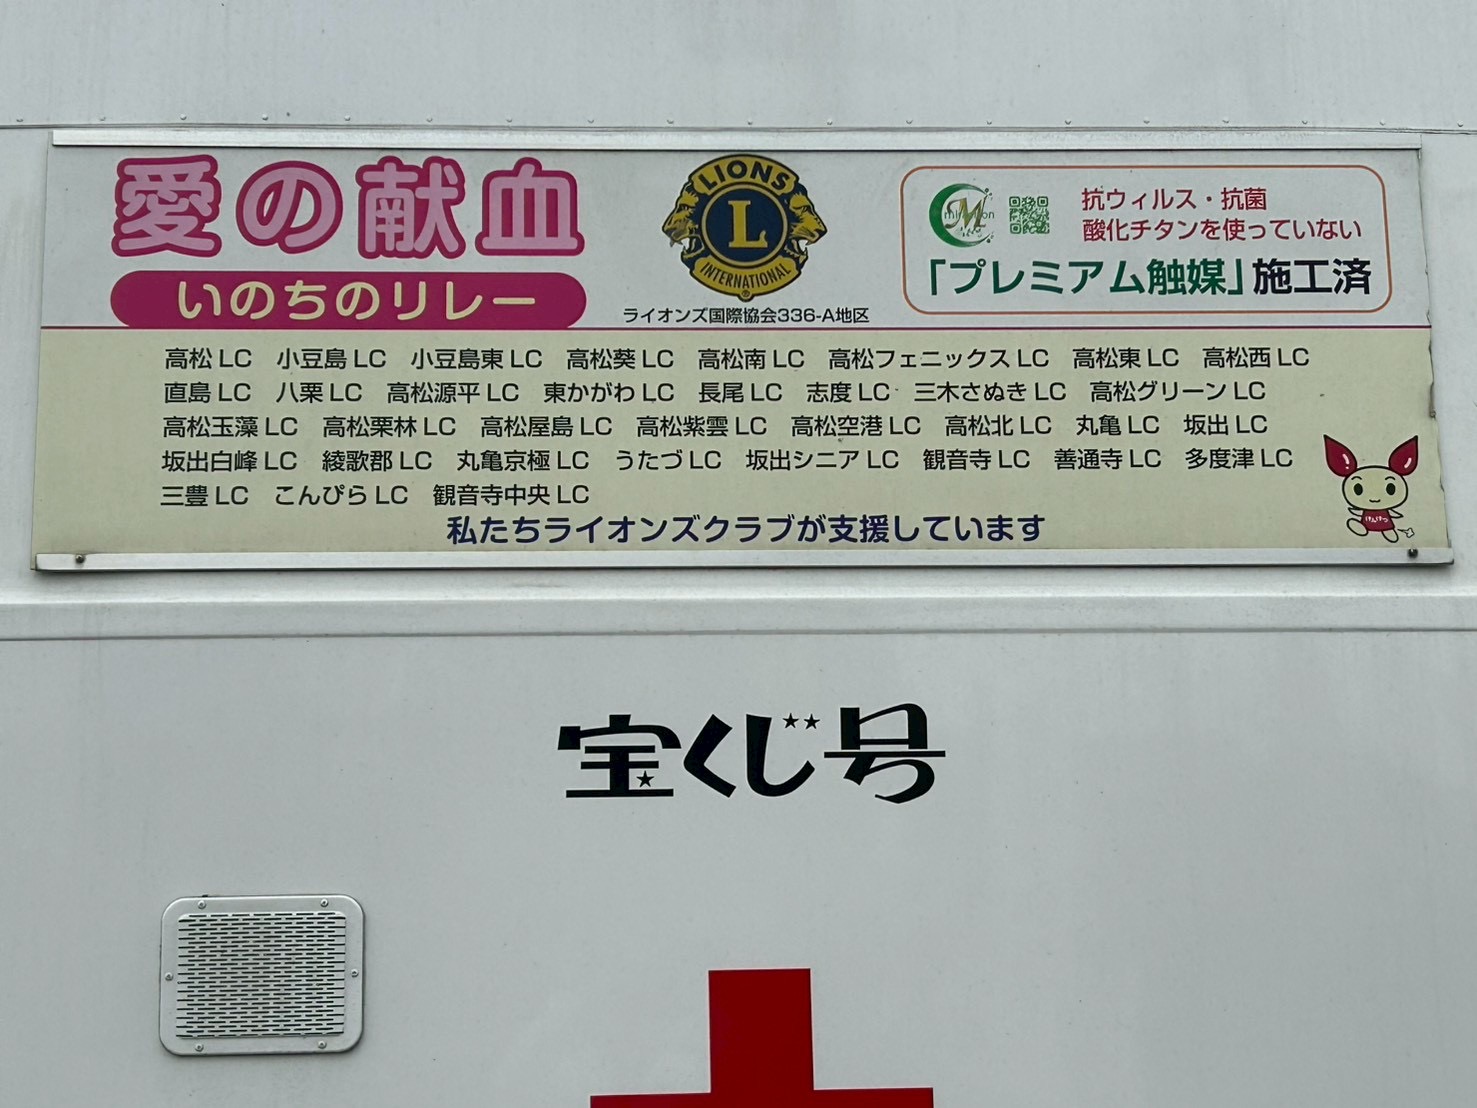 愛の献血
いのちのリレー
LIONS
L
INTERNATIONAL
ライオンズ国際協会336-A地区
M
抗ウィルス・抗菌
酸化チタンを使っていない
「プレミアム触媒」施工済
高松LC 小豆島LC 小豆島東LC 高松葵LC 高松南LC 高松フェニックスLC 高松東LC 高松西LC
直島LC 八栗LC 高松源平LC 東かがわLC 長尾LC 志度LC 三木さぬきLC 高松グリーンLC
高松玉藻LC 高松栗林LC 高松屋島LC 高松紫雲LC 高松空港LC 高松北LC 丸亀LC 坂出LC
坂出白峰LC 綾歌郡LC 丸亀京極LC うたづLC 坂出シニアLC 観音寺LC 善通寺LC 多度津LC
三豊LC こんぴらLC 観音寺中央LC
けんけつ
私たちライオンズクラブが支援しています
宝くじ号